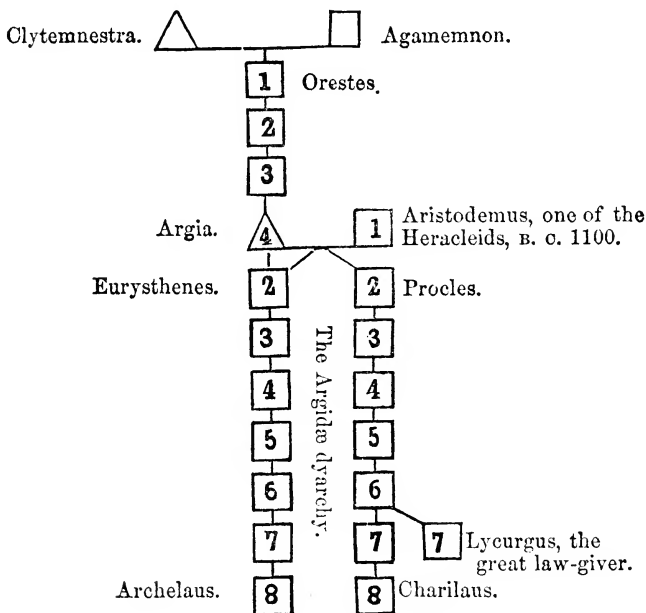 Clytemnestra. Agamemnon.
1 Orestes.
2
3
Argia. 4 1 Aristodemus, one of the
Heracleids, B. C. 1100.
Eurysthenes. 2 2 Procles.
3 3
4 4
5 5
6 6
7 7 7 Lycurgus, the
great law-giver.
Archelaus. 8 8 Charilaus.
The Argidæ dyarchy.